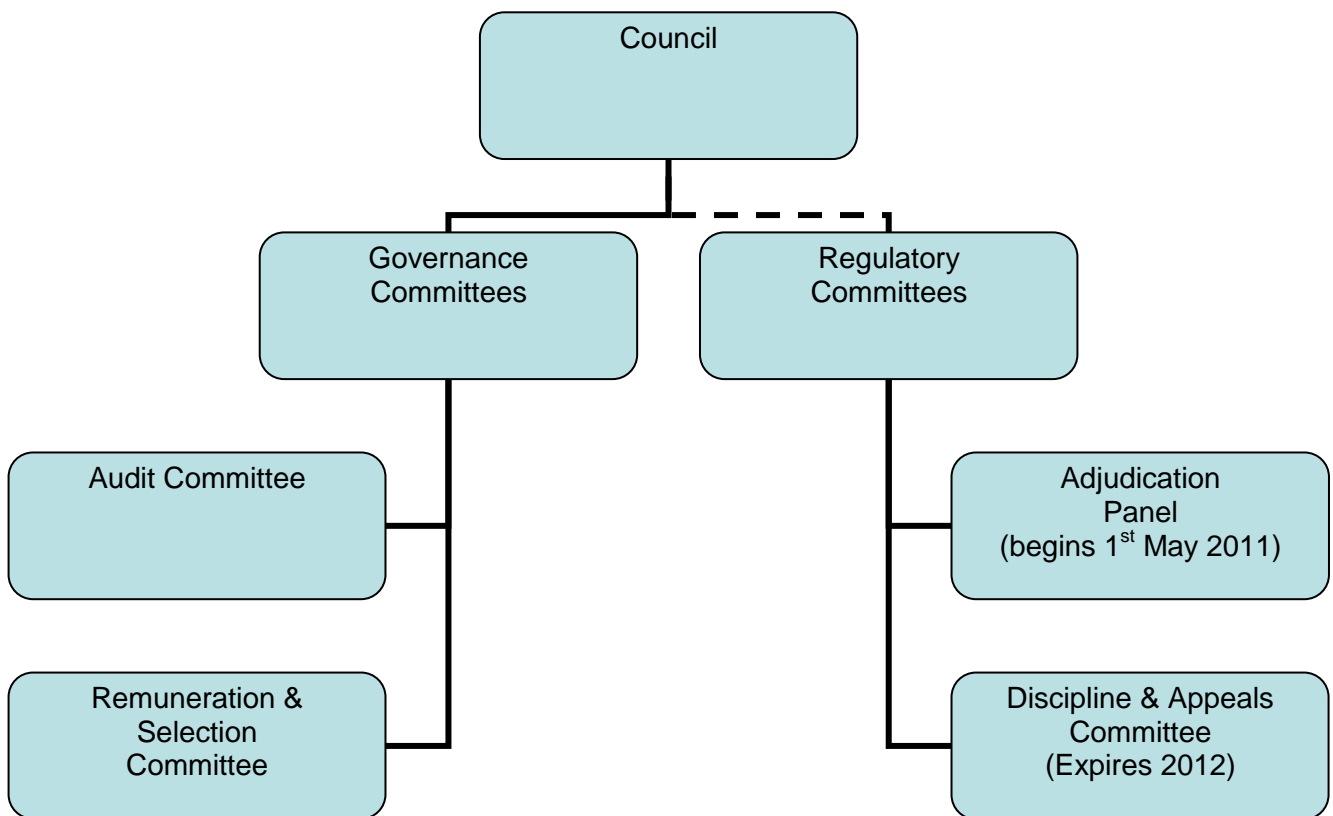 Council
Governance
Committees
Regulatory
Committees
Audit Committee
Adjudication
Panel
(begins 1st May 2011)
Remuneration &
Selection
Committee
Discipline & Appeals
Committee
(Expires 2012)